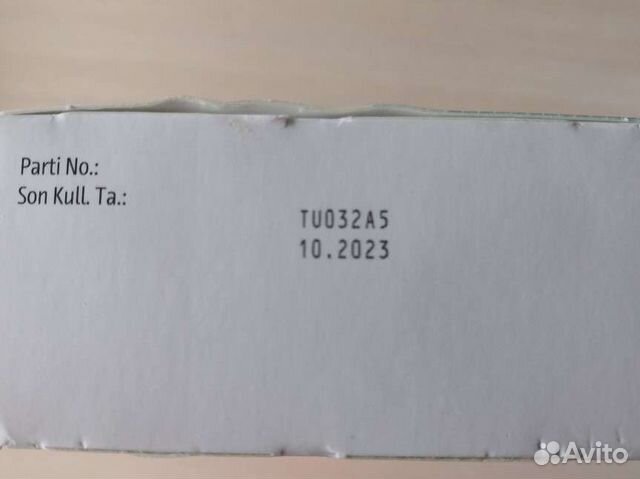 Parti No.:
Son Kull. Ta.:
TU032A5
10.2023
Avito